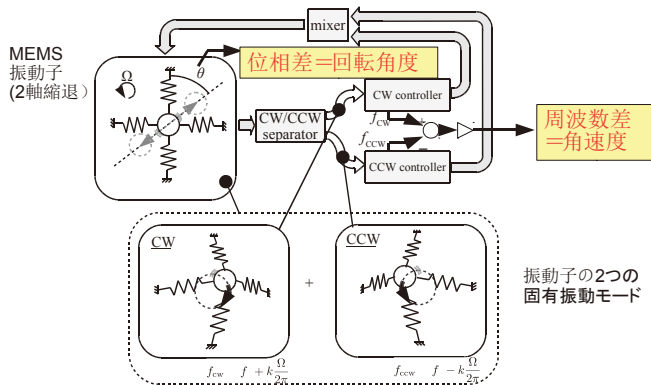 mixer
MEMS
振動子
(2軸縮退)
Ω
θ
位相差＝回転角度
CW/CCW
separator
CW controller
f_CW
+
f_CCW
−
CCW controller
周波数差
＝角速度
CW
+
CCW
振動子の2つの
固有振動モード
f_CW f + k Ω/2π
f_CCW f − k Ω/2π